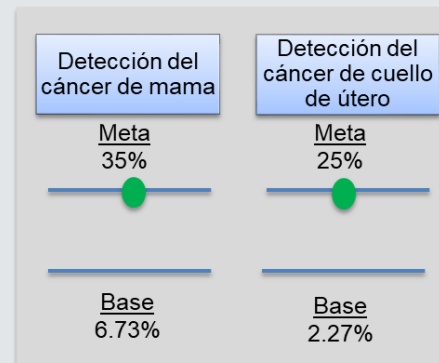 Detección del
cáncer de mama
Meta
35%
Base
6.73%
Detección del
cáncer de cuello
de útero
Meta
25%
Base
2.27%